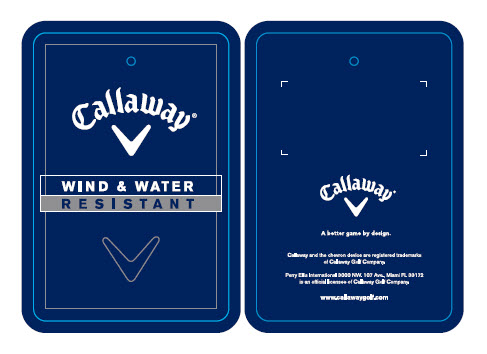 Callaway®
WIND & WATER
RESISTANT
Callaway®
A better game by design.
Callaway and the chevron device are registered trademarks
of Callaway Golf Company.
Perry Ellis International 3000 NW. 107 Ave., Miami FL 33172
is an official licensee of Callaway Golf Company.
www.callawaygolf.com